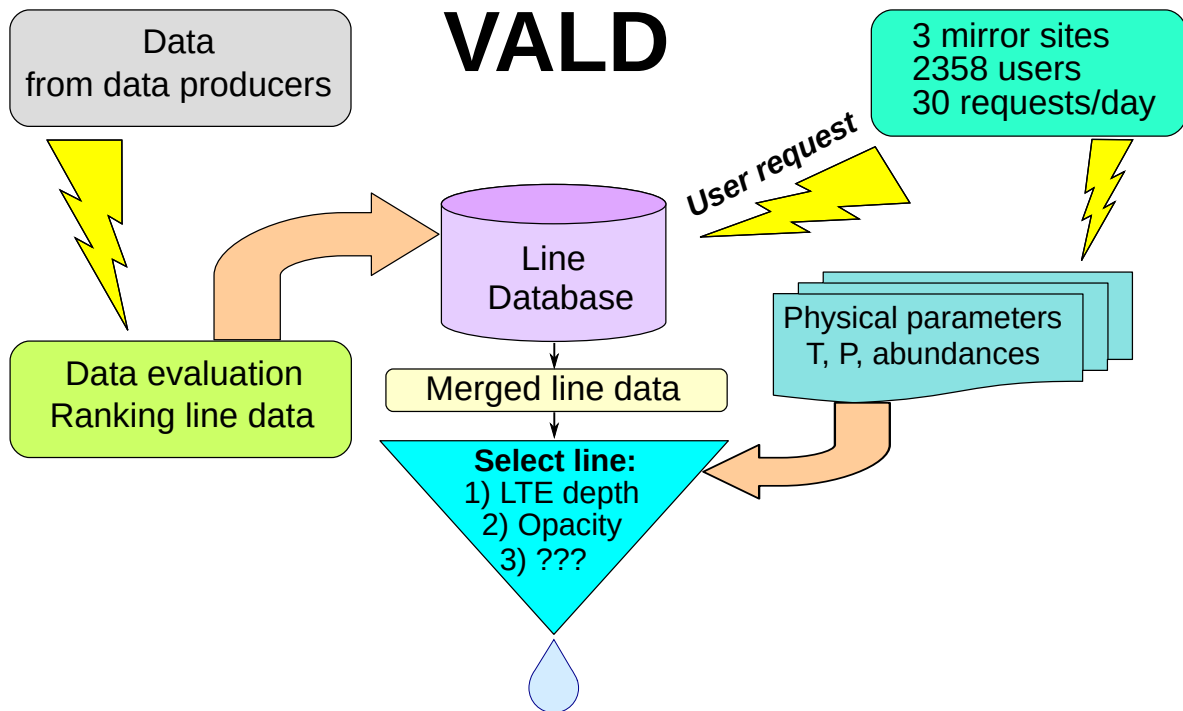 VALD
Data
from data producers
3 mirror sites
2358 users
30 requests/day
User request
Line
Database
Physical parameters
T, P, abundances
Data evaluation
Ranking line data
Merged line data
Select line:
1) LTE depth
2) Opacity
3) ???